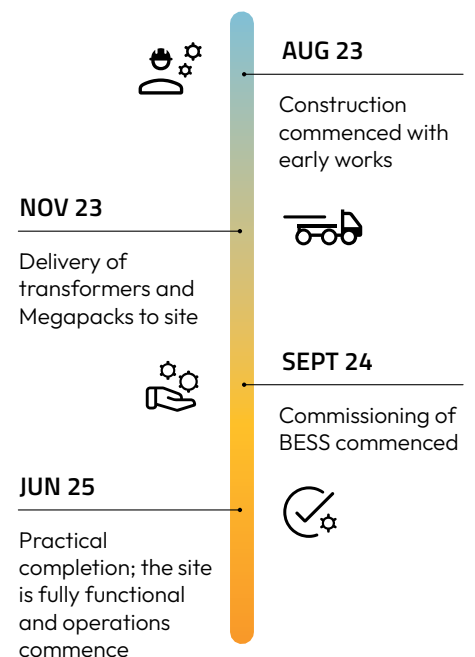 AUG 23
Construction
commenced with
early works
NOV 23
Delivery of
transformers and
Megapacks to site
SEPT 24
Commissioning of
BESS commenced
JUN 25
Practical
completion; the site
is fully functional
and operations
commence